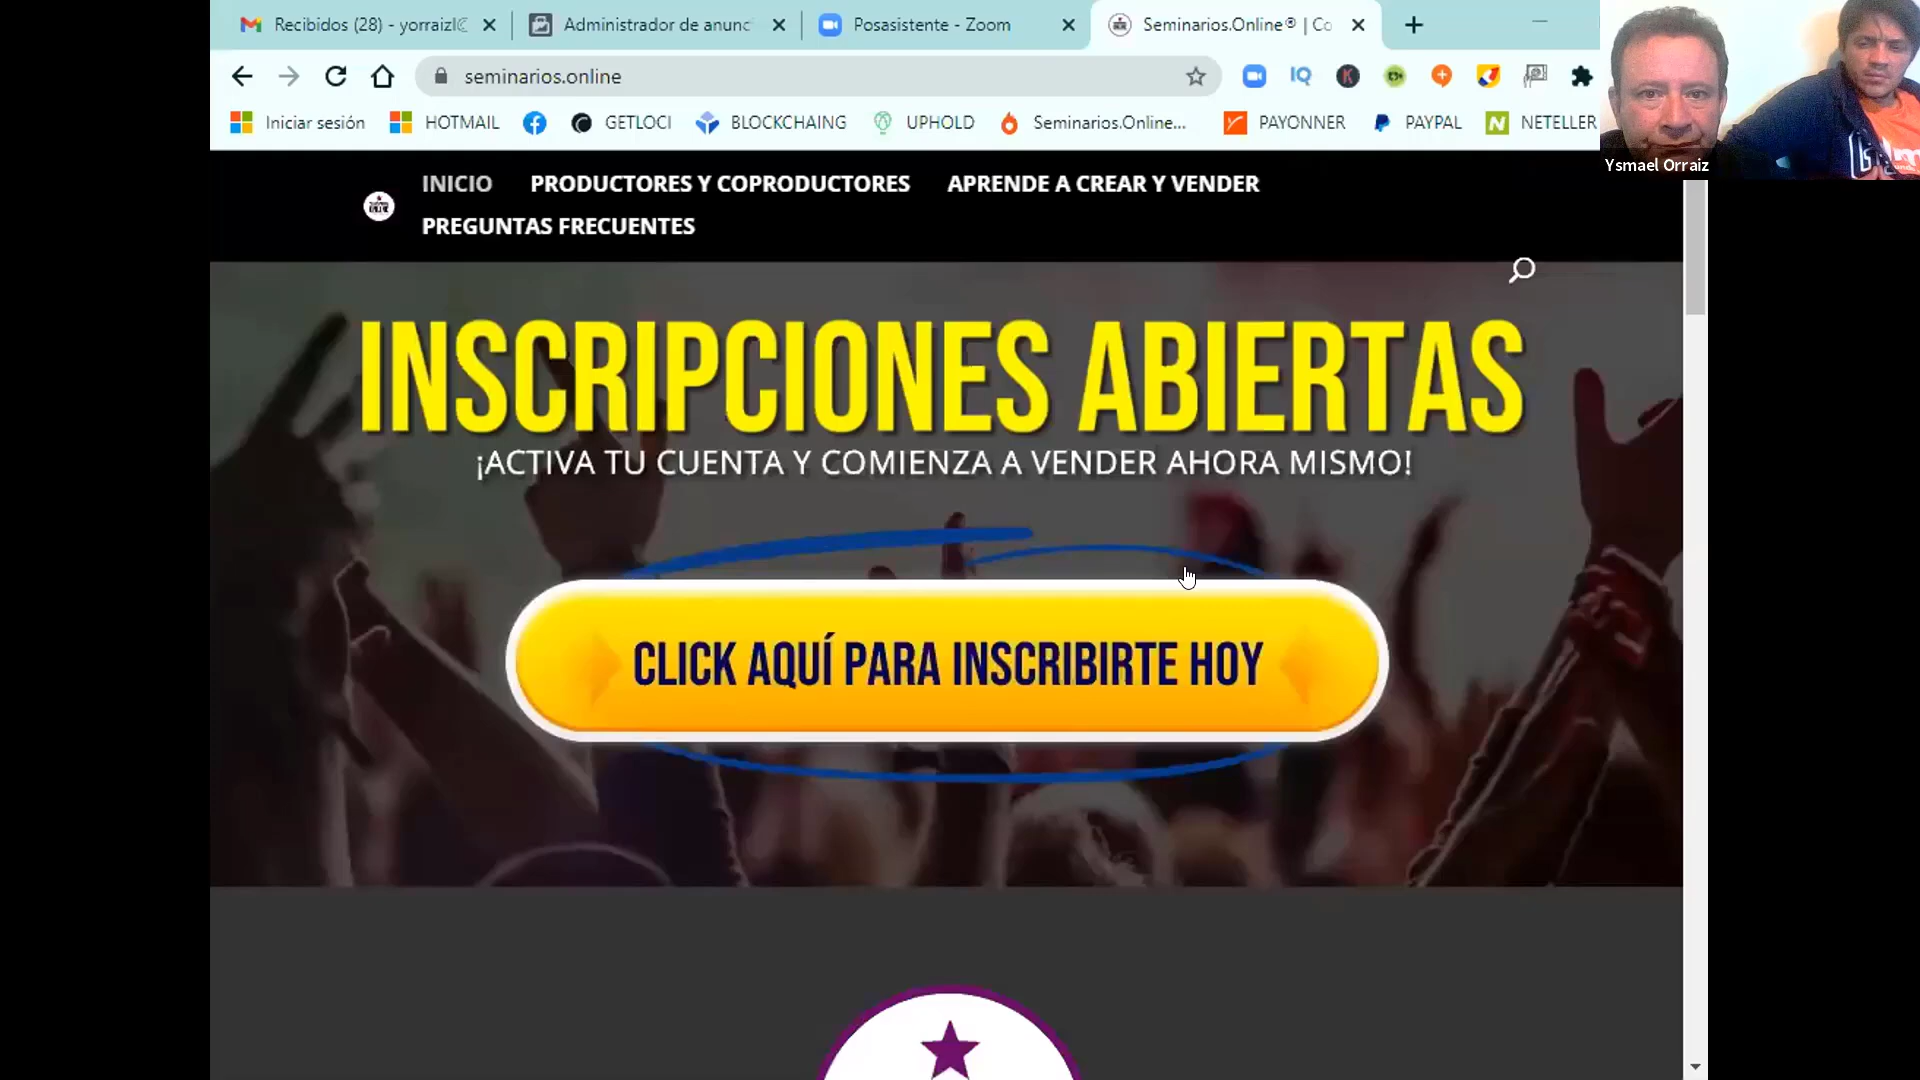 Recibidos (28) - yorraizl
Administrador de anunc
Posasistente - Zoom
Seminarios.Online® | Co
seminarios.online
Iniciar sesión
HOTMAIL
GETLOCI
BLOCKCHAING
UPHOLD
Seminarios.Online...
PAYONNER
PAYPAL
NETELLER
Ysmael Orraiz
INICIO
PRODUCTORES Y COPRODUCTORES
APRENDE A CREAR Y VENDER
PREGUNTAS FRECUENTES
INSCRIPCIONES ABIERTAS
¡ACTIVA TU CUENTA Y COMIENZA A VENDER AHORA MISMO!
CLICK AQUÍ PARA INSCRIBIRTE HOY